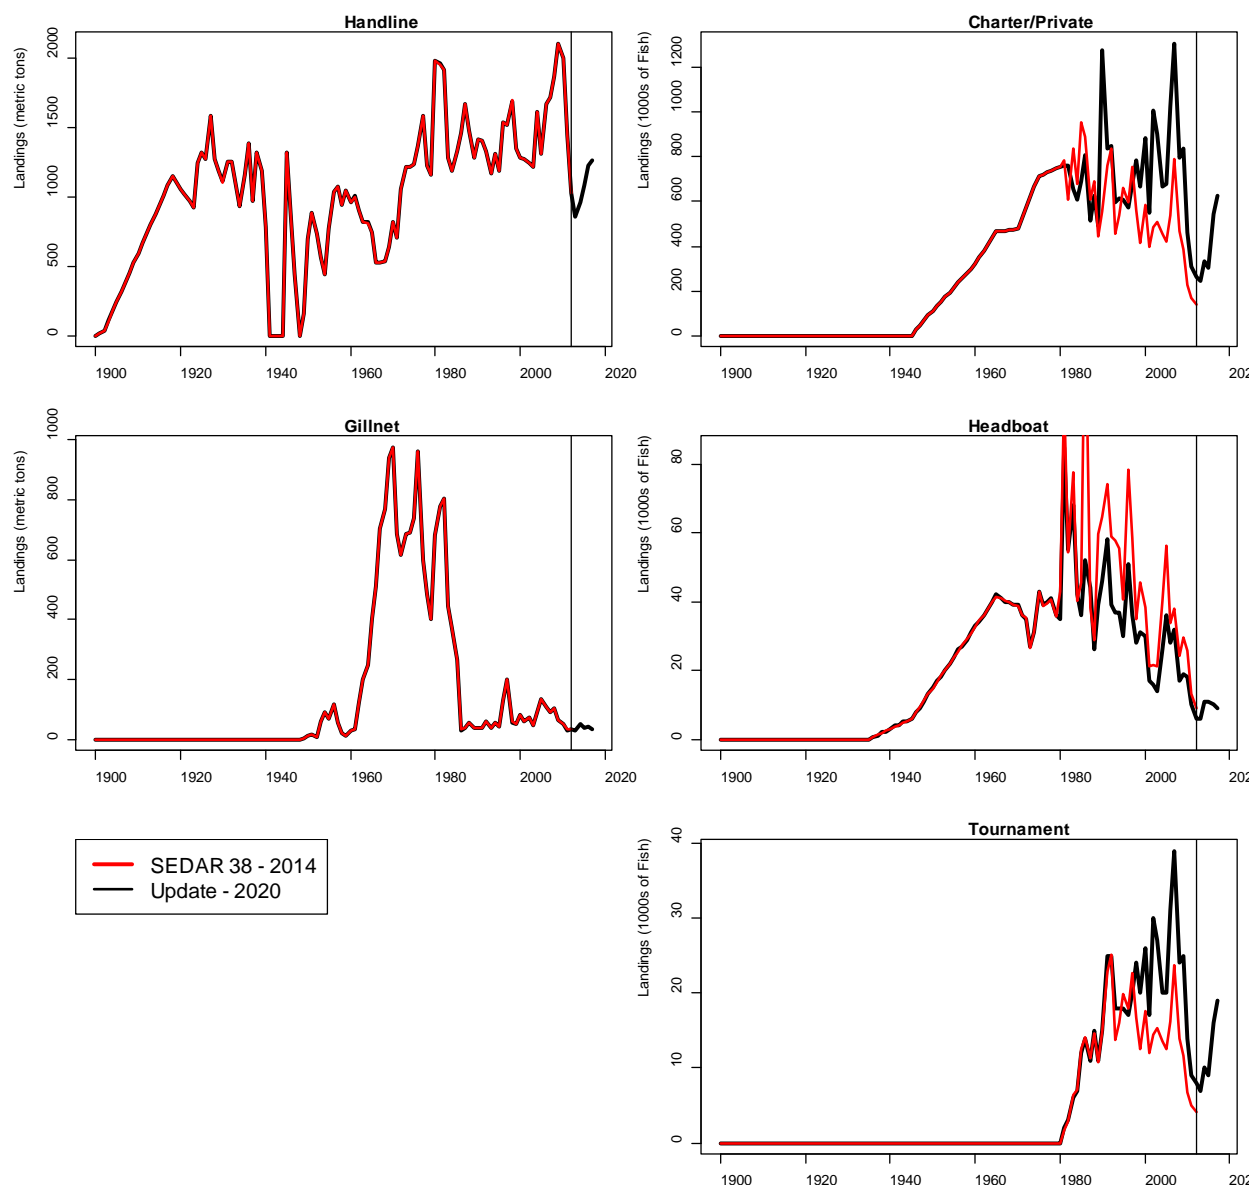 Handline
Landings (metric tons)
0 500 1000 1500 2000
1900 1920 1940 1960 1980 2000 2020
Charter/Private
Landings (1000s of Fish)
0 200 400 600 800 1000 1200
1900 1920 1940 1960 1980 2000 202
Gillnet
Landings (metric tons)
0 200 400 600 800 1000
1900 1920 1940 1960 1980 2000 2020
Headboat
Landings (1000s of Fish)
0 20 40 60 80
1900 1920 1940 1960 1980 2000 202
SEDAR 38 - 2014
Update - 2020
Tournament
Landings (1000s of Fish)
0 10 20 30 40
1900 1920 1940 1960 1980 2000 202